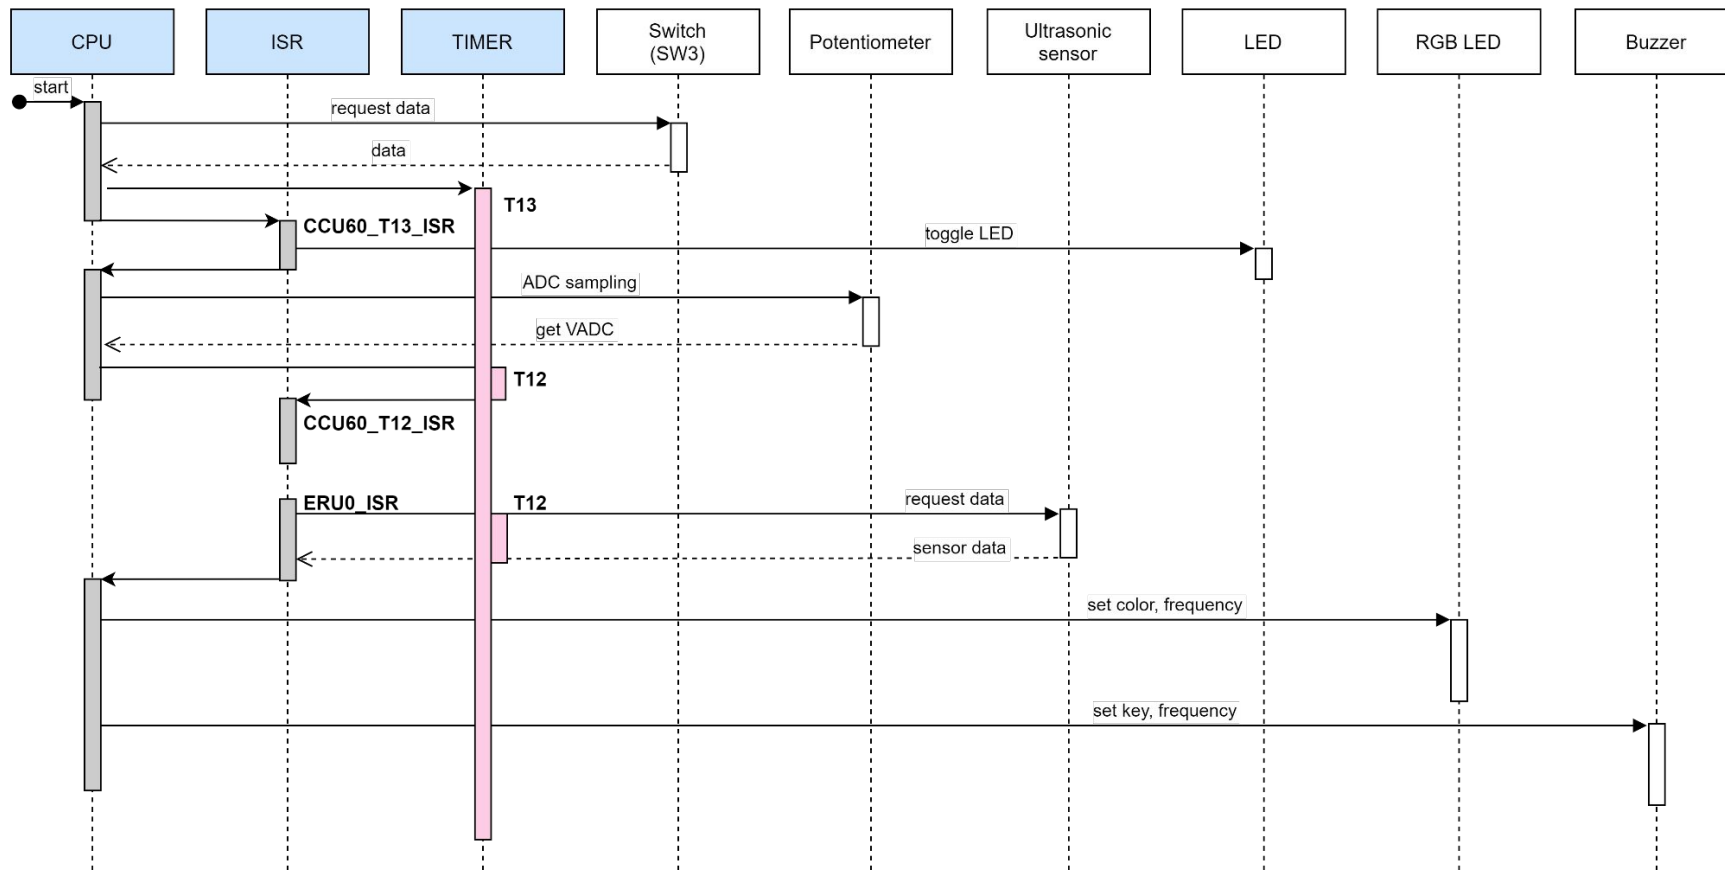 CPU
ISR
TIMER
Switch
(SW3)
Potentiometer
Ultrasonic
sensor
LED
RGB LED
Buzzer
start
request data
data
T13
CCU60_T13_ISR
toggle LED
ADC sampling
get VADC
T12
CCU60_T12_ISR
ERU0_ISR
T12
request data
sensor data
set color, frequency
set key, frequency